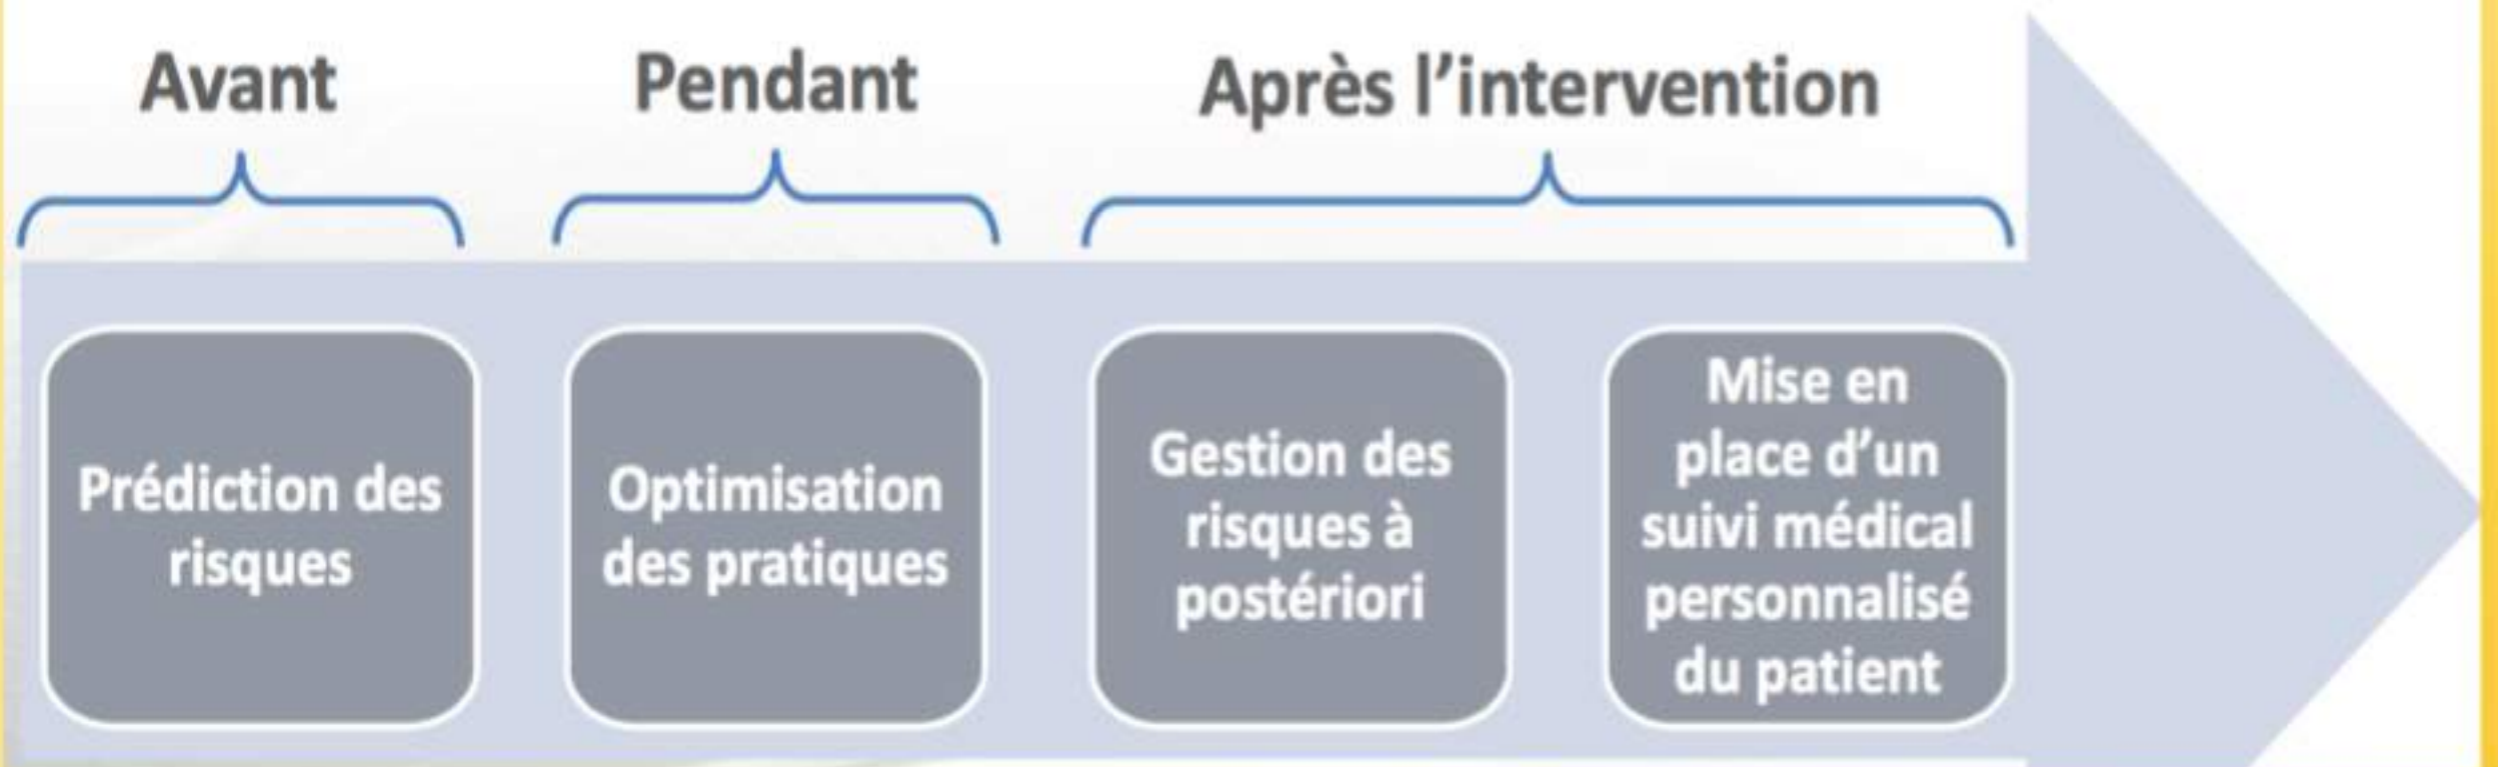 Avant
Pendant
Après l’intervention
Prédiction des
risques
Optimisation
des pratiques
Gestion des
risques à
postériori
Mise en
place d’un
suivi médical
personnalisé
du patient